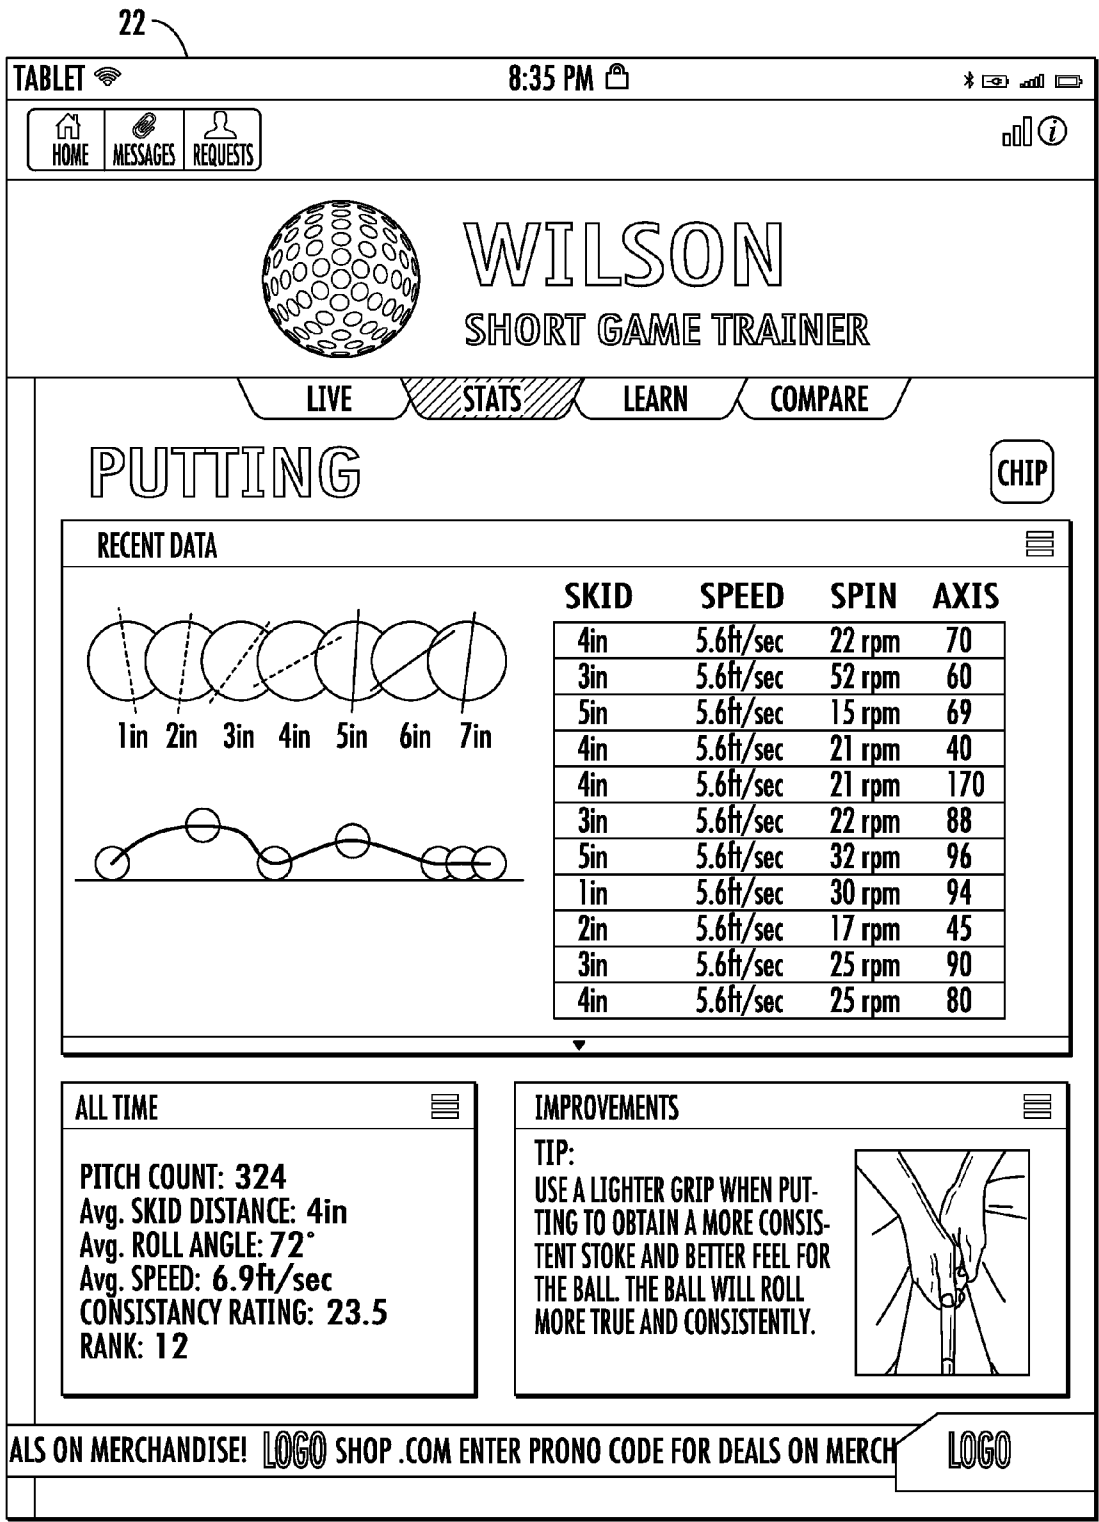 22
TABLET 8:35 PM
HOME MESSAGES REQUESTS i
WILSON
SHORT GAME TRAINER
LIVE STATS LEARN COMPARE
PUTTING CHIP
RECENT DATA
SKID SPEED SPIN AXIS
4in 5.6ft/sec 22 rpm 70
3in 5.6ft/sec 52 rpm 60
5in 5.6ft/sec 15 rpm 69
4in 5.6ft/sec 21 rpm 40
4in 5.6ft/sec 21 rpm 170
3in 5.6ft/sec 22 rpm 88
5in 5.6ft/sec 32 rpm 96
1in 5.6ft/sec 30 rpm 94
2in 5.6ft/sec 17 rpm 45
3in 5.6ft/sec 25 rpm 90
4in 5.6ft/sec 25 rpm 80
1in 2in 3in 4in 5in 6in 7in
ALL TIME
PITCH COUNT: 324
Avg. SKID DISTANCE: 4in
Avg. ROLL ANGLE: 72°
Avg. SPEED: 6.9ft/sec
CONSISTANCY RATING: 23.5
RANK: 12
IMPROVEMENTS
TIP:
USE A LIGHTER GRIP WHEN PUT-
TING TO OBTAIN A MORE CONSIS-
TENT STOKE AND BETTER FEEL FOR
THE BALL. THE BALL WILL ROLL
MORE TRUE AND CONSISTENTLY.
ALS ON MERCHANDISE! LOGO SHOP .COM ENTER PRONO CODE FOR DEALS ON MERCH LOGO